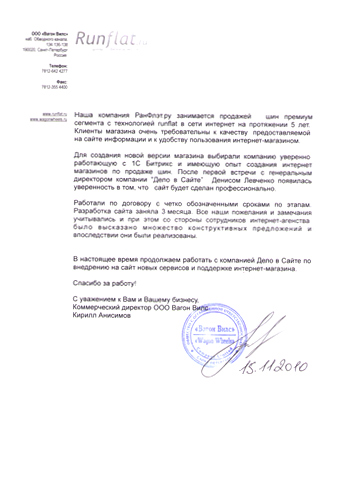 ООО «Вагон Вилс»
наб. Обводного канала,
134-136-138
190020, Санкт-Петербург
Россия
Телефон:
7812 642 4277
Факс:
7812 355 4400
www.runflat.ru
www.wagonwheels.ru
Runflat.ru
Наша компания РанФлэт.ру занимается продажей шин премиум
сегмента с технологией runflat в сети интернет на протяжении 5 лет.
Клиенты магазина очень требовательны к качеству предоставляемой
на сайте информации и к удобству пользования интернет-магазином.
Для создания новой версии магазина выбирали компанию уверенно
работающую с 1С Битрикс и имеющую опыт создания интернет
магазинов по продаже шин. После первой встречи с генеральным
директором компании "Дело в Сайте" Денисом Левченко появилась
уверенность в том, что сайт будет сделан профессионально.
Работали по договору с четко обозначенными сроками по этапам.
Разработка сайта заняла 3 месяца. Все наши пожелания и замечания
учитывались и при этом со стороны сотрудников интернет-агенства
было высказано множество конструктивных предложений и
впоследствии они были реализованы.
В настоящее время продолжаем работать с компанией Дело в Сайте по
внедрению на сайт новых сервисов и поддержке интернет-магазина.
Спасибо за работу!
С уважением к Вам и Вашему бизнесу,
Коммерческий директор ООО Вагон Вилс
Кирилл Анисимов
«Вагон Вилс»
«Wagon Wheels»
15.11.2010